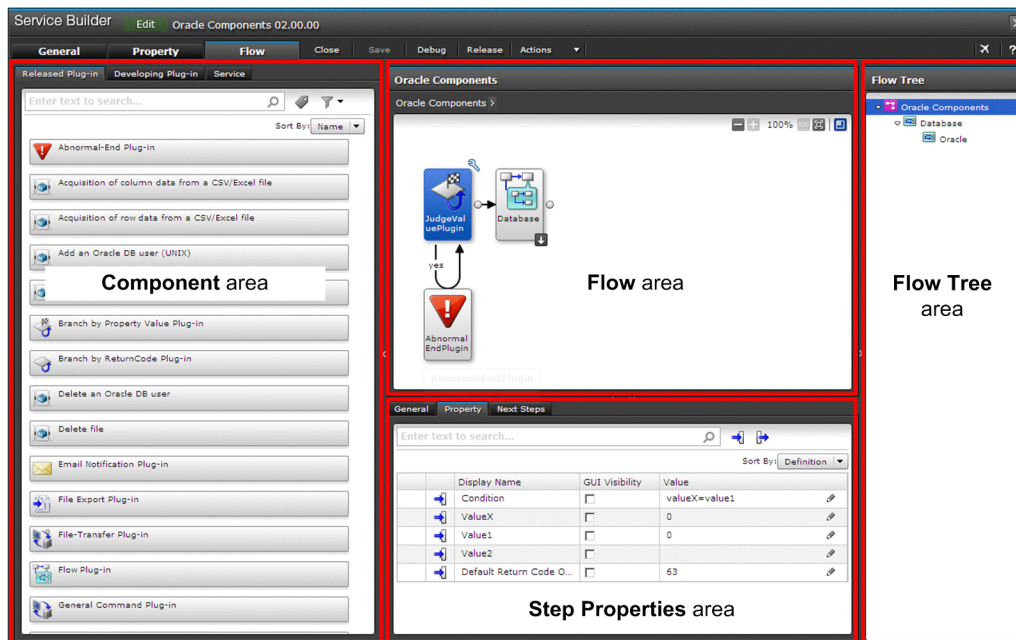 Service Builder Edit Oracle Components 02.00.00
General Property Flow Close Save Debug Release Actions ?
Released Plug-in Developing Plug-in Service
Enter text to search...
Sort By: Name
Abnormal-End Plug-in
Acquisition of column data from a CSV/Excel file
Acquisition of row data from a CSV/Excel file
Add an Oracle DB user (UNIX)
Component area
Branch by Property Value Plug-in
Branch by ReturnCode Plug-in
Delete an Oracle DB user
Delete file
Email Notification Plug-in
File Export Plug-in
File-Transfer Plug-in
Flow Plug-in
General Command Plug-in
Oracle Components
Oracle Components >
100%
JudgeVal
uePlugin
Database
yes
Abnormal
EndPlugin
AbnormalEndPlugin
Flow area
General Property Next Steps
Enter text to search...
Sort By: Definition
Display Name GUI Visibility Value
Condition valueX=value1
ValueX 0
Value1 0
Value2
Default Return Code O... 63
Step Properties area
Flow Tree
Oracle Components
Database
Oracle
Flow Tree
area